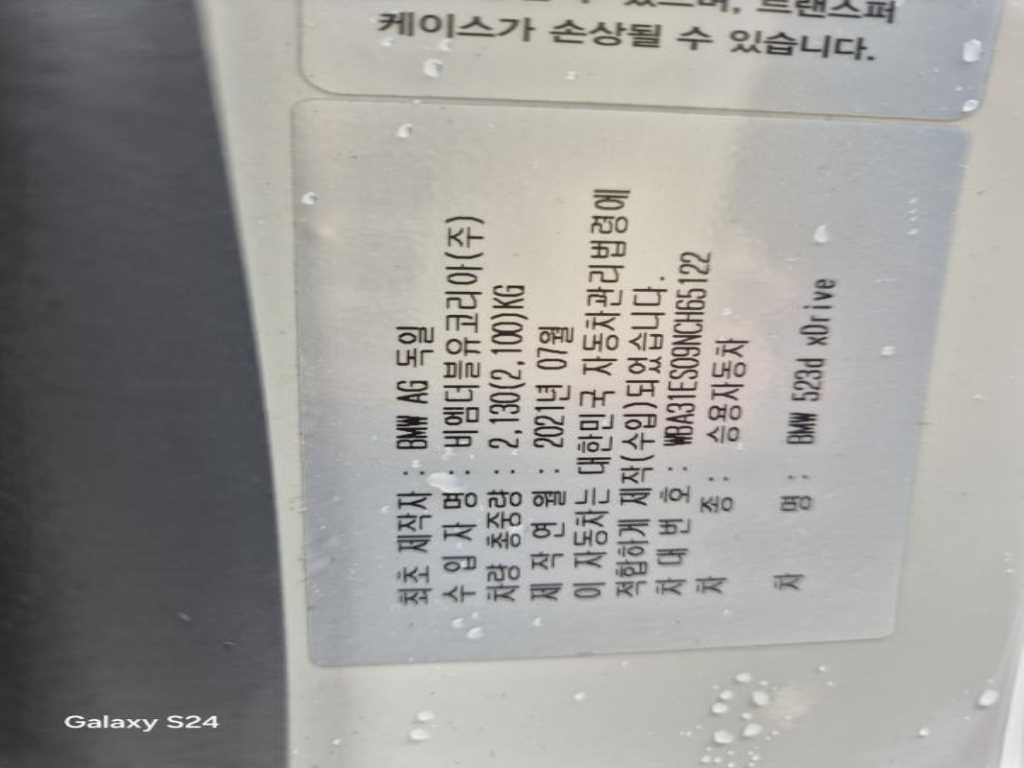 케이스가 손상될 수 있습니다.
최초 제작자 : BMW AG 독일
수 입 자 명 : 비엠더블유코리아(주)
차량 총중량 : 2,130(2,100)KG
제 작 연 월 : 2021년 07월
이 자동차는 대한민국 자동차관리법령에
적합하게 제작(수입)되었습니다.
차 대 번 호 : WBA31ES09NCH65122
차 종 : 승용자동차
차 명 : BMW 523d xDrive
Galaxy S24